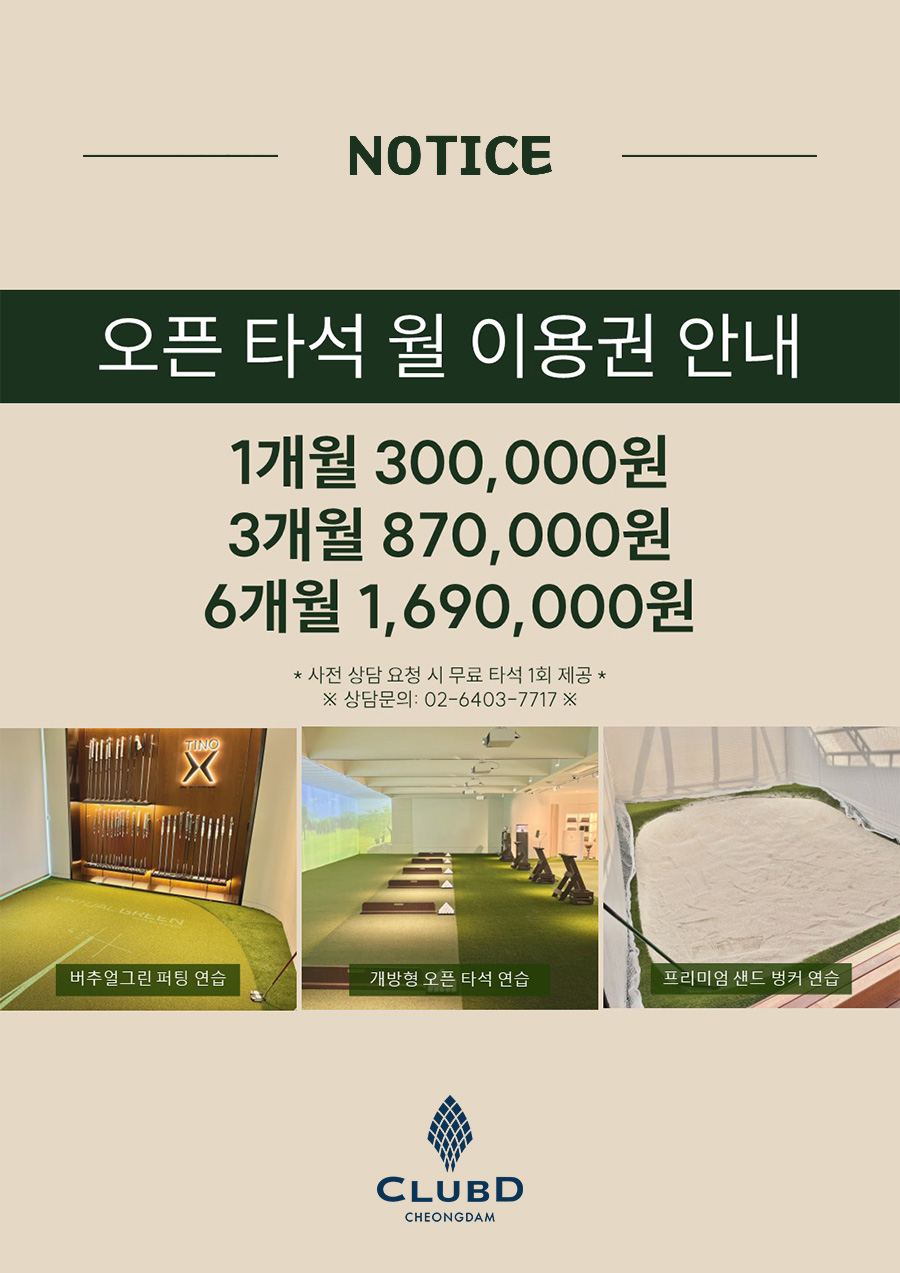 NOTICE
오픈 타석 월 이용권 안내
1개월 300,000원
3개월 870,000원
6개월 1,690,000원
* 사전 상담 요청 시 무료 타석 1회 제공 *
※ 상담문의: 02-6403-7717 ※
TINO
X
VIRTUAL GREEN
버추얼그린 퍼팅 연습
개방형 오픈 타석 연습
프리미엄 샌드 벙커 연습
CLUBD
CHEONGDAM